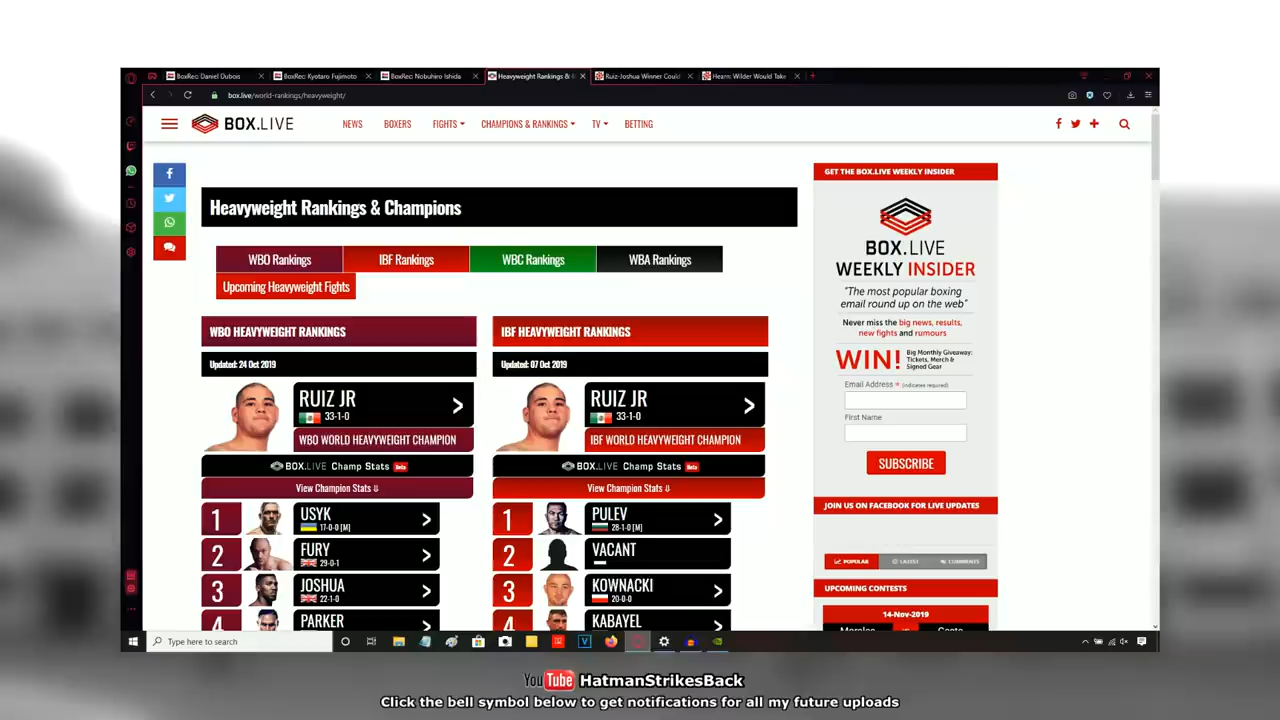 BoxRec: Daniel Dubois
BoxRec: Kyotaro Fujimoto
BoxRec: Nobuhiro Ishida
Heavyweight Rankings &
Ruiz-Joshua Winner Could
Hearn: Wilder Would Take
box.live/world-rankings/heavyweight/
BOX.LIVE
NEWS
BOXERS
FIGHTS
CHAMPIONS & RANKINGS
TV
BETTING
Heavyweight Rankings & Champions
WBO Rankings
IBF Rankings
WBC Rankings
WBA Rankings
Upcoming Heavyweight Fights
WBO HEAVYWEIGHT RANKINGS
Updated: 24 Oct 2019
RUIZ JR
33-1-0
WBO WORLD HEAVYWEIGHT CHAMPION
BOX.LIVE Champ Stats Beta
View Champion Stats
1 USYK
17-0-0 [M]
2 FURY
29-0-1
3 JOSHUA
22-1-0
4 PARKER
IBF HEAVYWEIGHT RANKINGS
Updated: 07 Oct 2019
RUIZ JR
33-1-0
IBF WORLD HEAVYWEIGHT CHAMPION
BOX.LIVE Champ Stats Beta
View Champion Stats
1 PULEV
28-1-0 [M]
2 VACANT
3 KOWNACKI
20-0-0
4 KABAYEL
GET THE BOX.LIVE WEEKLY INSIDER
BOX.LIVE
WEEKLY INSIDER
"The most popular boxing
email round up on the web"
Never miss the big news, results,
new fights and rumours
WIN! Big Monthly Giveaway:
Tickets, Merch &
Signed Gear
Email Address * (indicates required)
First Name
SUBSCRIBE
JOIN US ON FACEBOOK FOR LIVE UPDATES
POPULAR
LATEST
COMMENTS
UPCOMING CONTESTS
14-Nov-2019
Type here to search
YouTube HatmanStrikesBack
Click the bell symbol below to get notifications for all my future uploads